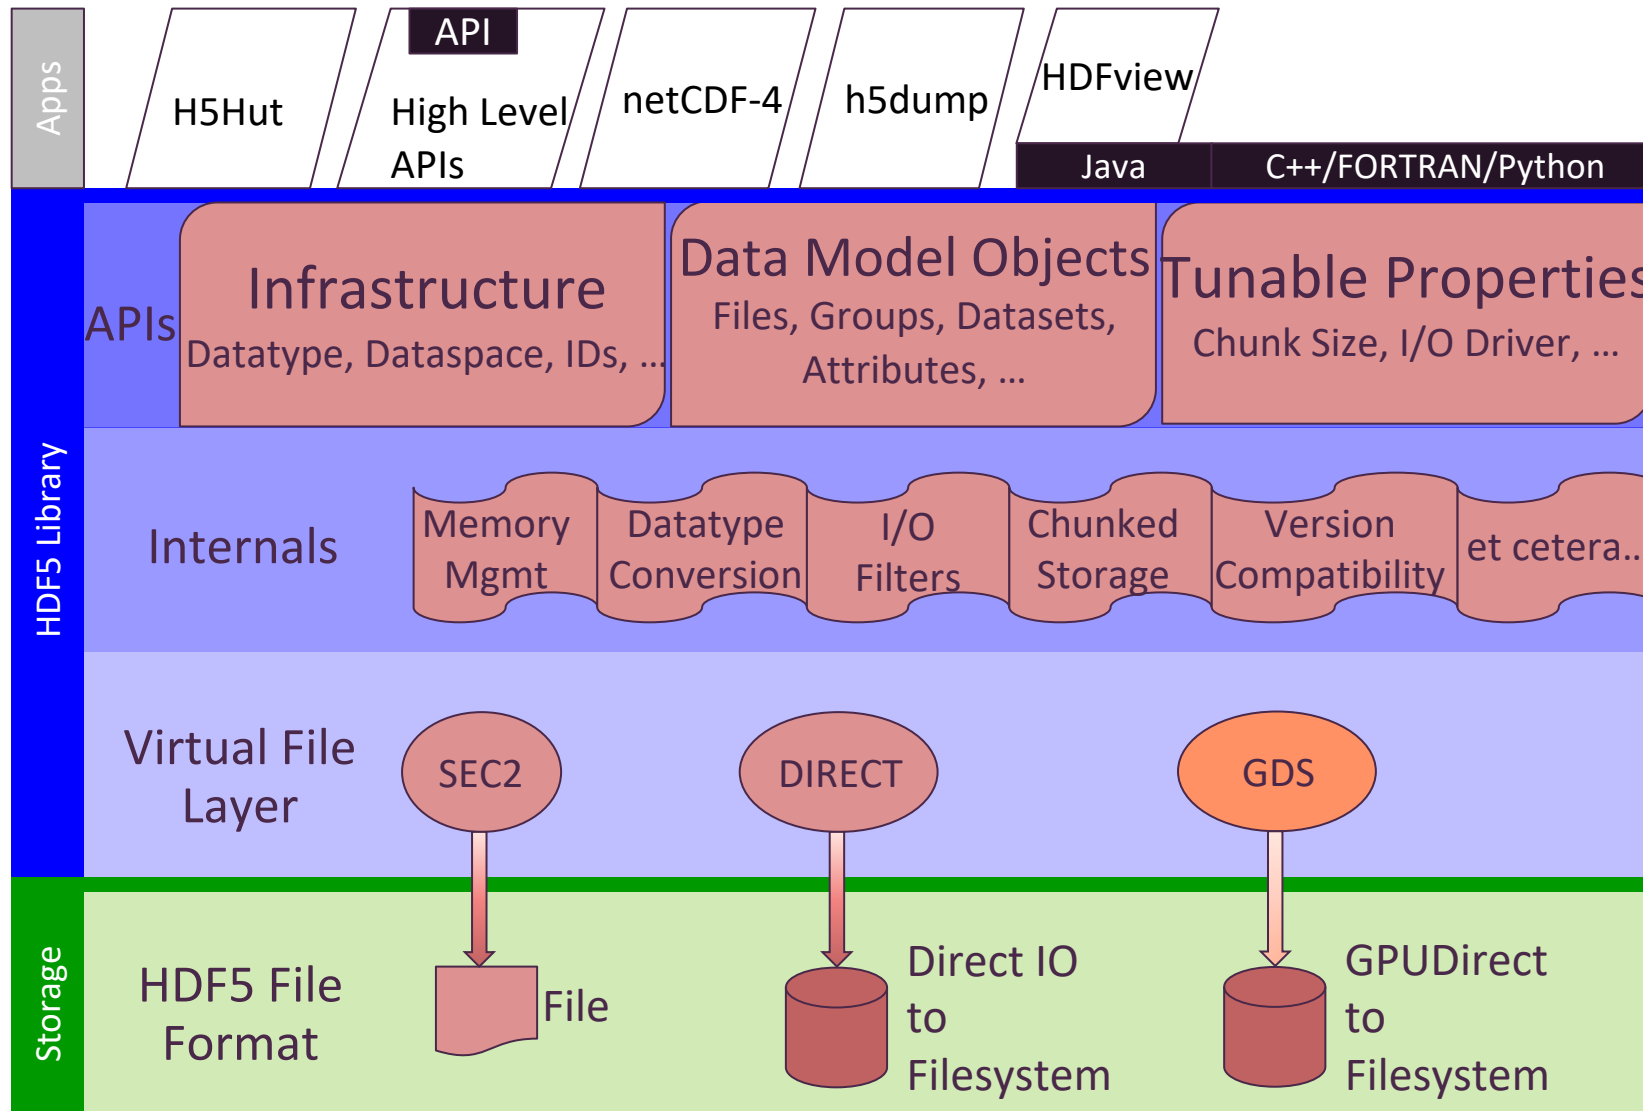 Apps
H5Hut
API
High Level
APIs
netCDF-4
h5dump
HDFview
Java
C++/FORTRAN/Python
HDF5 Library
APIs
Infrastructure
Datatype, Dataspace, IDs, …
Data Model Objects
Files, Groups, Datasets,
Attributes, …
Tunable Properties
Chunk Size, I/O Driver, …
Internals
Memory
Mgmt
Datatype
Conversion
I/O
Filters
Chunked
Storage
Version
Compatibility
et cetera..
Virtual File
Layer
SEC2
DIRECT
GDS
Storage
HDF5 File
Format
File
Direct IO
to
Filesystem
GPUDirect
to
Filesystem